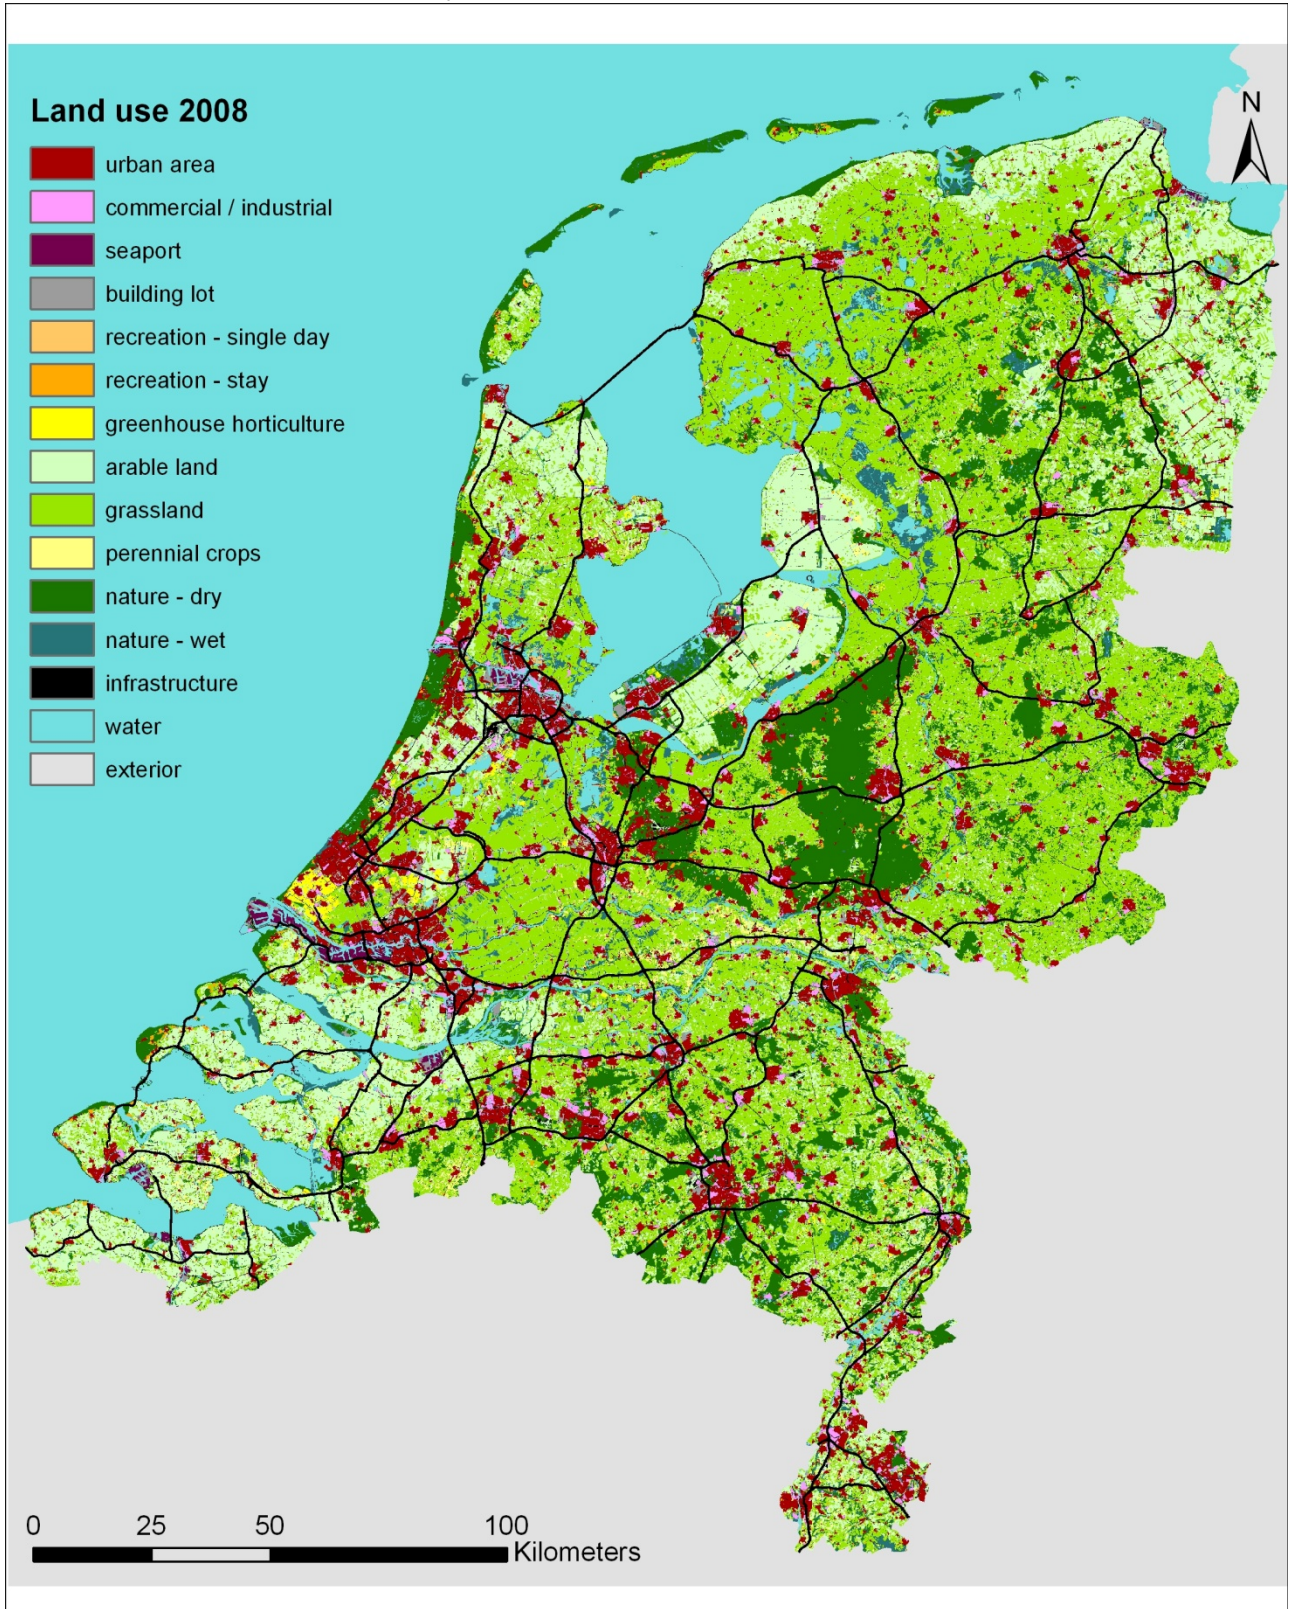 Land use 2008
N
urban area
commercial / industrial
seaport
building lot
recreation - single day
recreation - stay
greenhouse horticulture
arable land
grassland
perennial crops
nature - dry
nature - wet
infrastructure
water
exterior
0 25 50 100
Kilometers